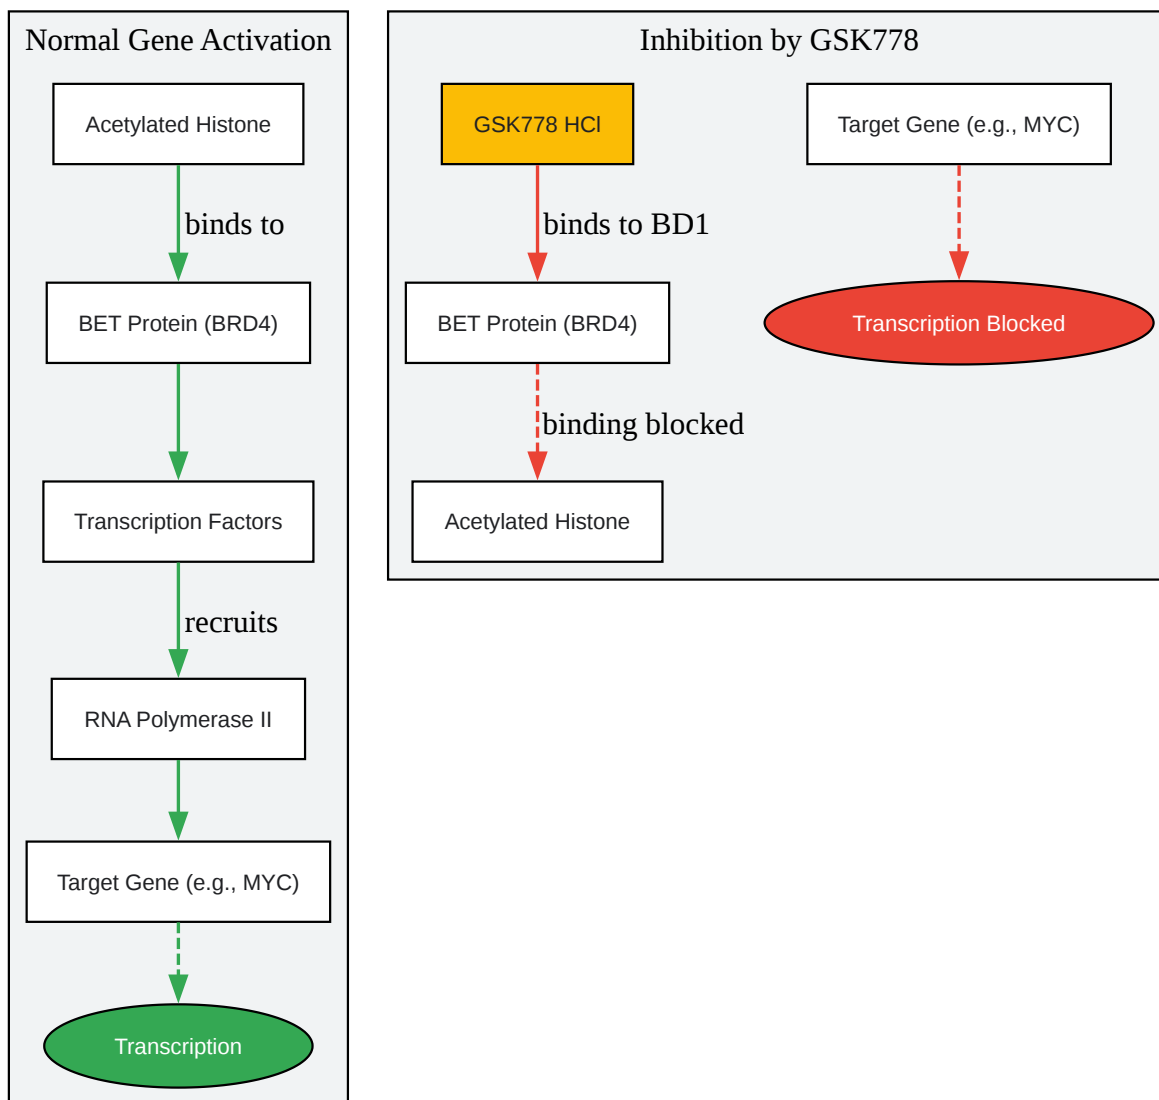 Normal Gene Activation
Acetylated Histone
binds to
BET Protein (BRD4)
Transcription Factors
recruits
RNA Polymerase II
Target Gene (e.g., MYC)
Transcription
Inhibition by GSK778
GSK778 HCl
binds to BD1
BET Protein (BRD4)
binding blocked
Acetylated Histone
Target Gene (e.g., MYC)
Transcription Blocked